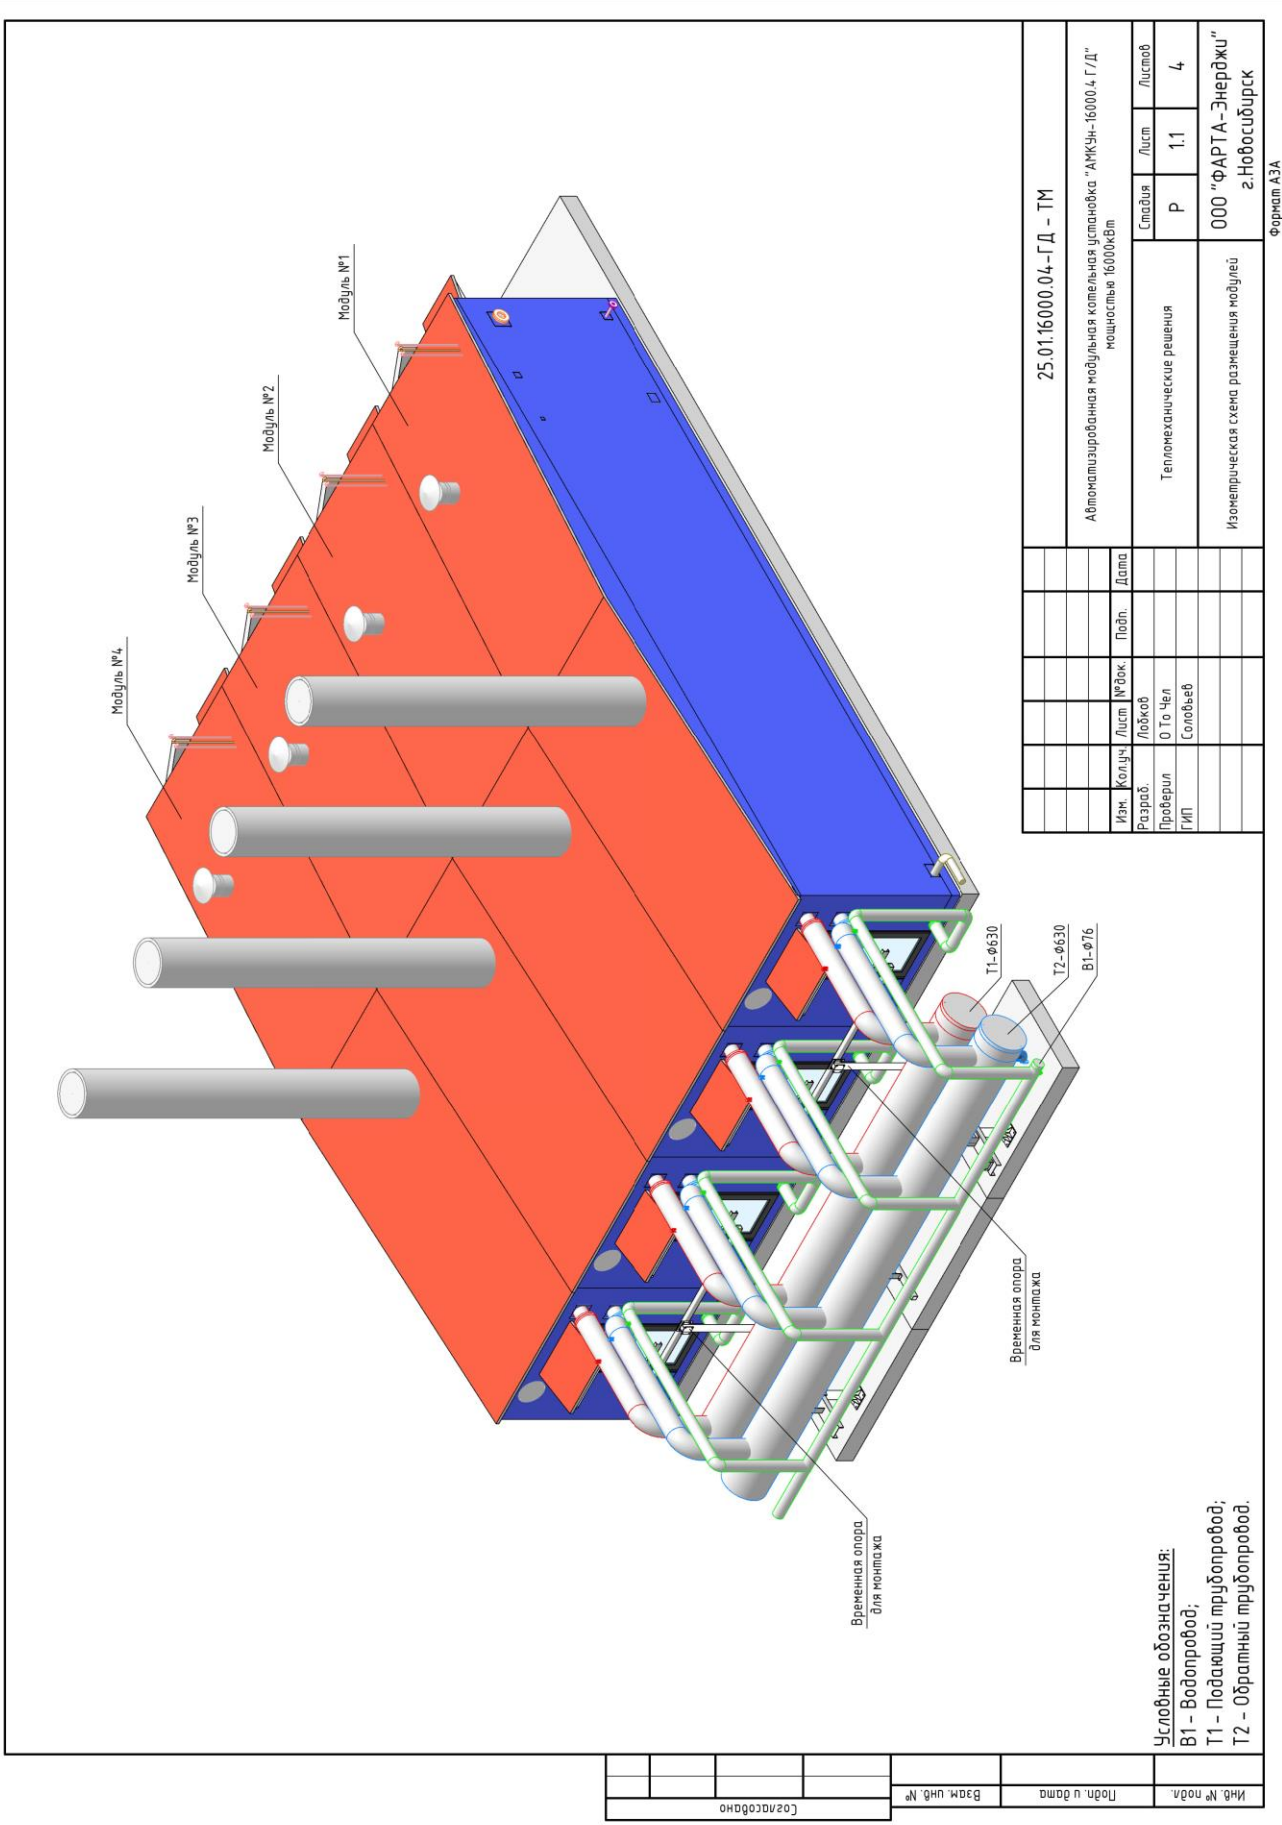 Модуль №4
Модуль №3
Модуль №2
Модуль №1
Временная опора
для монтажа
Временная опора
для монтажа
Т1-Ф630
Т2-Ф630
В1-Ф76
Условные обозначения:
В1 - Водопровод;
Т1 - Подающий трубопровод;
Т2 - Обратный трубопровод.
25.01.16000.04-ГД - ТМ
Автоматизированная модульная котельная установка "АМКУн-16000.4 Г/Д"
мощностью 16000кВт
Изм. Кол.уч. Лист №док. Подп. Дата
Разраб. Лобков
Проверил О То Чел
ГИП Соловьев
Тепломеханические решения
Стадия Лист Листов
Р 1.1 4
Изометрическая схема размещения модулей
ООО "ФАРТА-Энерджи"
г.Новосибирск
Формат А3А
Согласовано
Взам. инв. №
Подп. и дата
Инв. № подл.